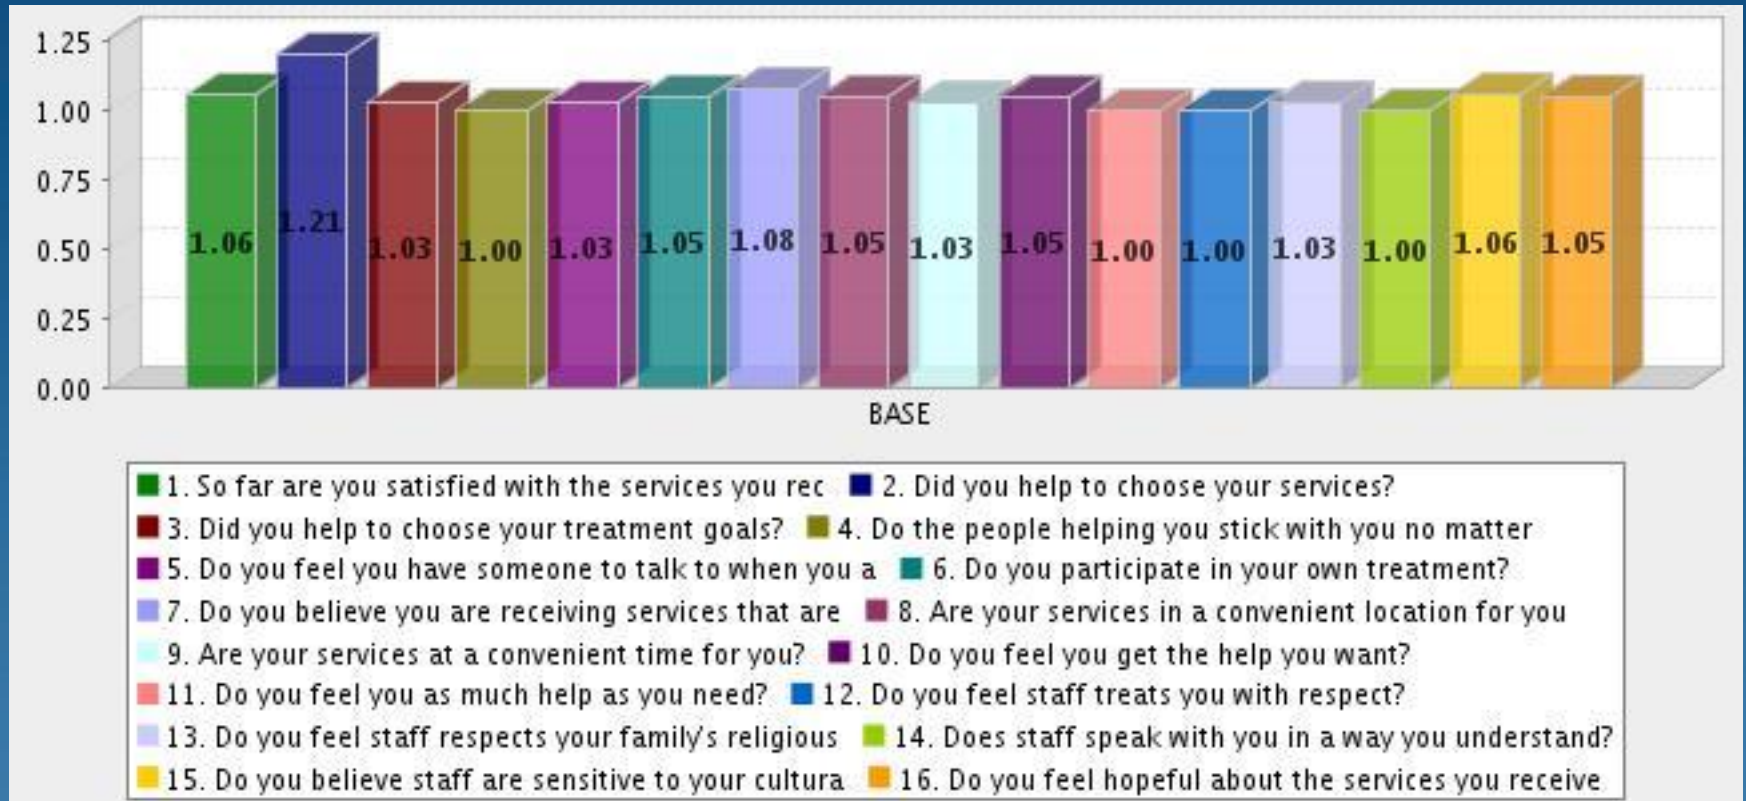 1.25
1.00
0.75
0.50
0.25
0.00
1.06 1.21 1.03 1.00 1.03 1.05 1.08 1.05 1.03 1.05 1.00 1.00 1.03 1.00 1.06 1.05
BASE
1. So far are you satisfied with the services you rec 2. Did you help to choose your services?
3. Did you help to choose your treatment goals? 4. Do the people helping you stick with you no matter
5. Do you feel you have someone to talk to when you a 6. Do you participate in your own treatment?
7. Do you believe you are receiving services that are 8. Are your services in a convenient location for you
9. Are your services at a convenient time for you? 10. Do you feel you get the help you want?
11. Do you feel you as much help as you need? 12. Do you feel staff treats you with respect?
13. Do you feel staff respects your family's religious 14. Does staff speak with you in a way you understand?
15. Do you believe staff are sensitive to your cultura 16. Do you feel hopeful about the services you receive